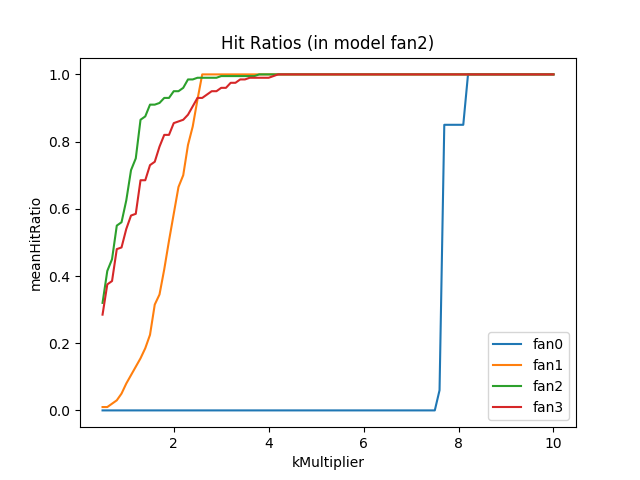 Hit Ratios (in model fan2)
meanHitRatio
1.0
0.8
0.6
0.4
0.2
0.0
2 4 6 8 10
kMultiplier
fan0
fan1
fan2
fan3